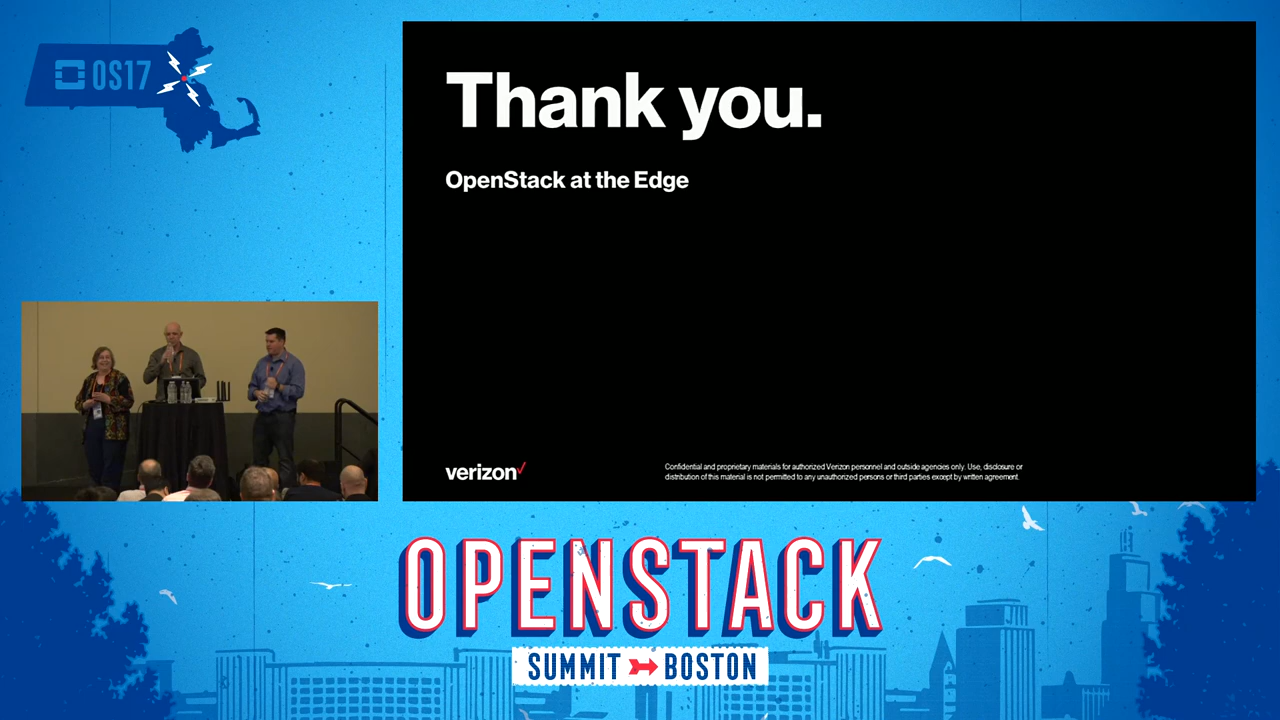 OS17
Thank you.
OpenStack at the Edge
verizon
Confidential and proprietary materials for authorized Verizon personnel and outside agencies only. Use, disclosure or
distribution of this material is not permitted to any unauthorized persons or third parties except by written agreement.
OPENSTACK
SUMMIT BOSTON